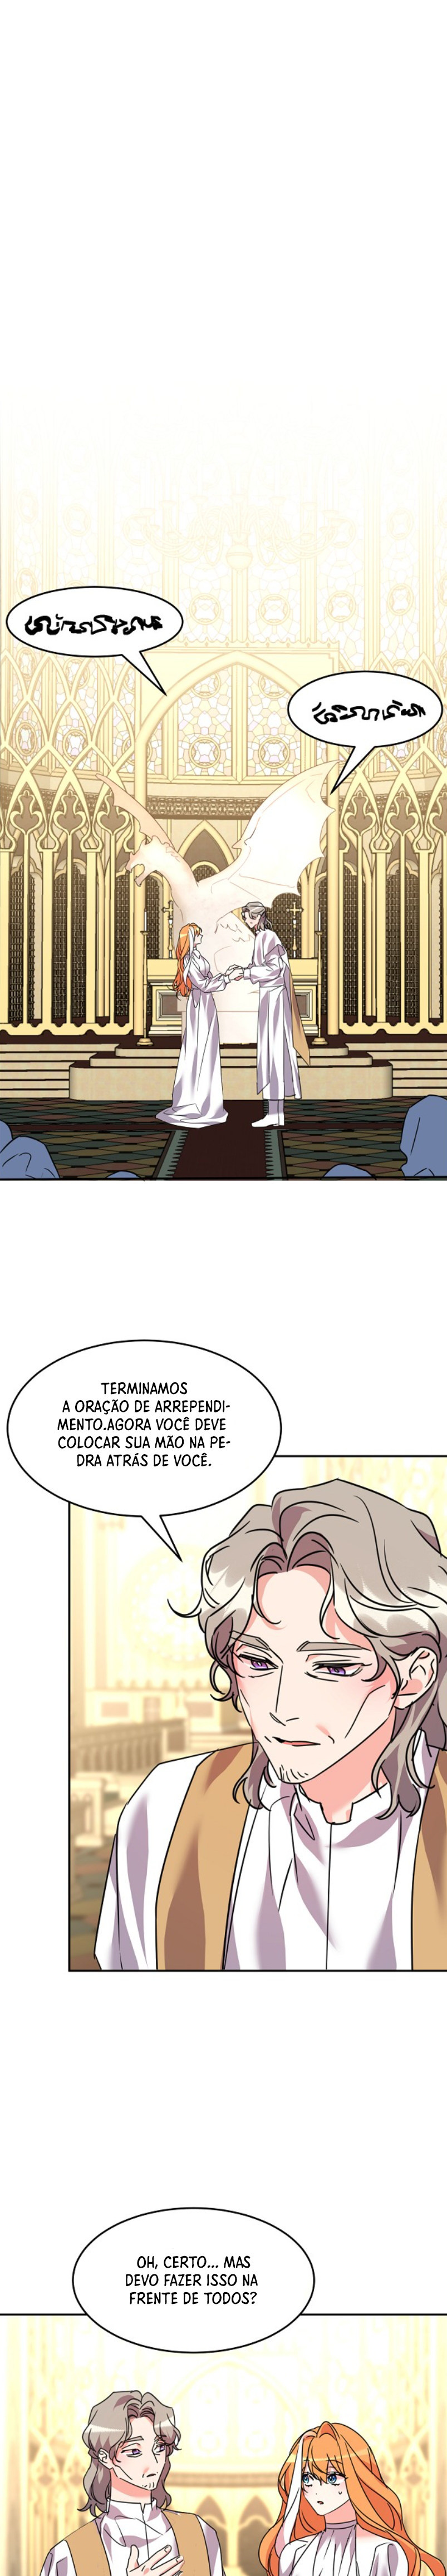 TERMINAMOS
A ORAÇÃO DE ARREPENDI-
MENTO.AGORA VOCÊ DEVE
COLOCAR SUA MÃO NA PE-
DRA ATRÁS DE VOCÊ.
OH, CERTO... MAS
DEVO FAZER ISSO NA
FRENTE DE TODOS?